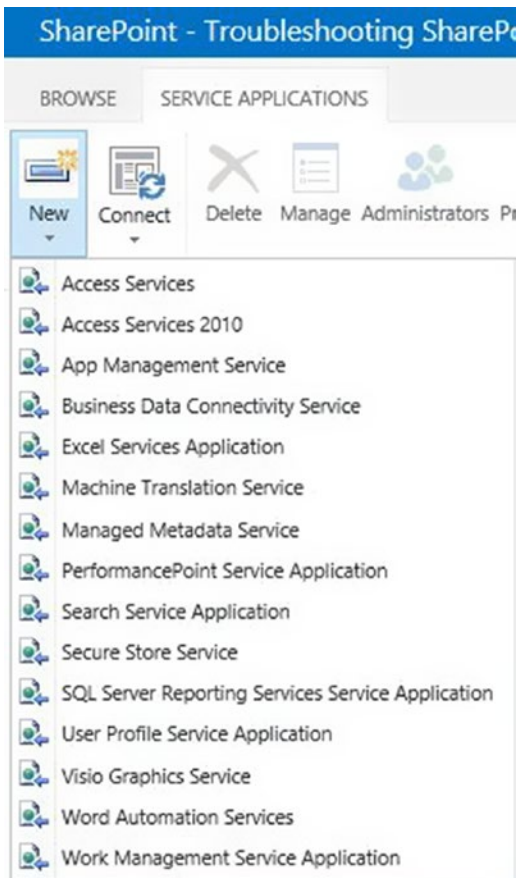 SharePoint - Troubleshooting
BROWSE SERVICE APPLICATIONS
New Connect Delete Manage Administrators
Access Services
Access Services 2010
App Management Service
Business Data Connectivity Service
Excel Services Application
Machine Translation Service
Managed Metadata Service
PerformancePoint Service Application
Search Service Application
Secure Store Service
SQL Server Reporting Services Service Application
User Profile Service Application
Visio Graphics Service
Word Automation Services
Work Management Service Application